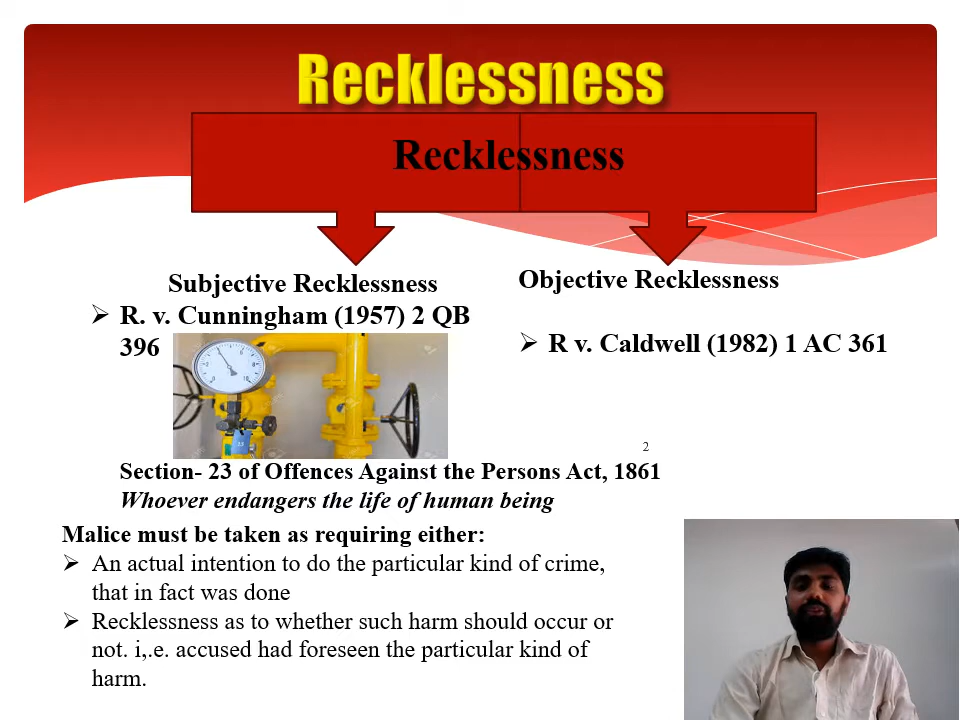 Recklessness
Recklessness
Subjective Recklessness
➢ R. v. Cunningham (1957) 2 QB
396
Objective Recklessness
➢ R v. Caldwell (1982) 1 AC 361
2
Section- 23 of Offences Against the Persons Act, 1861
Whoever endangers the life of human being
Malice must be taken as requiring either:
➢ An actual intention to do the particular kind of crime,
that in fact was done
➢ Recklessness as to whether such harm should occur or
not. i,.e. accused had foreseen the particular kind of
harm.